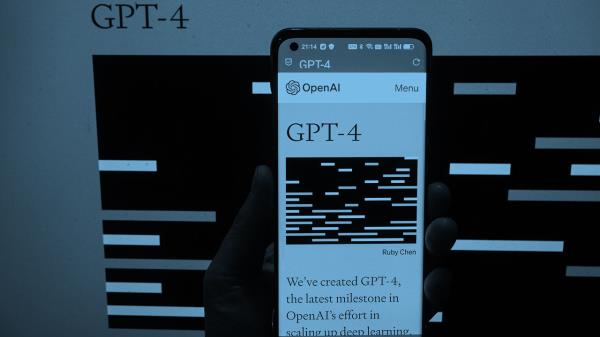 GPT-4
21:14
GPT-4
OpenAI
Menu
GPT-4
Ruby Chen
We've created GPT-4,
the latest milestone in
OpenAI's effort in
scaling up deep learning.